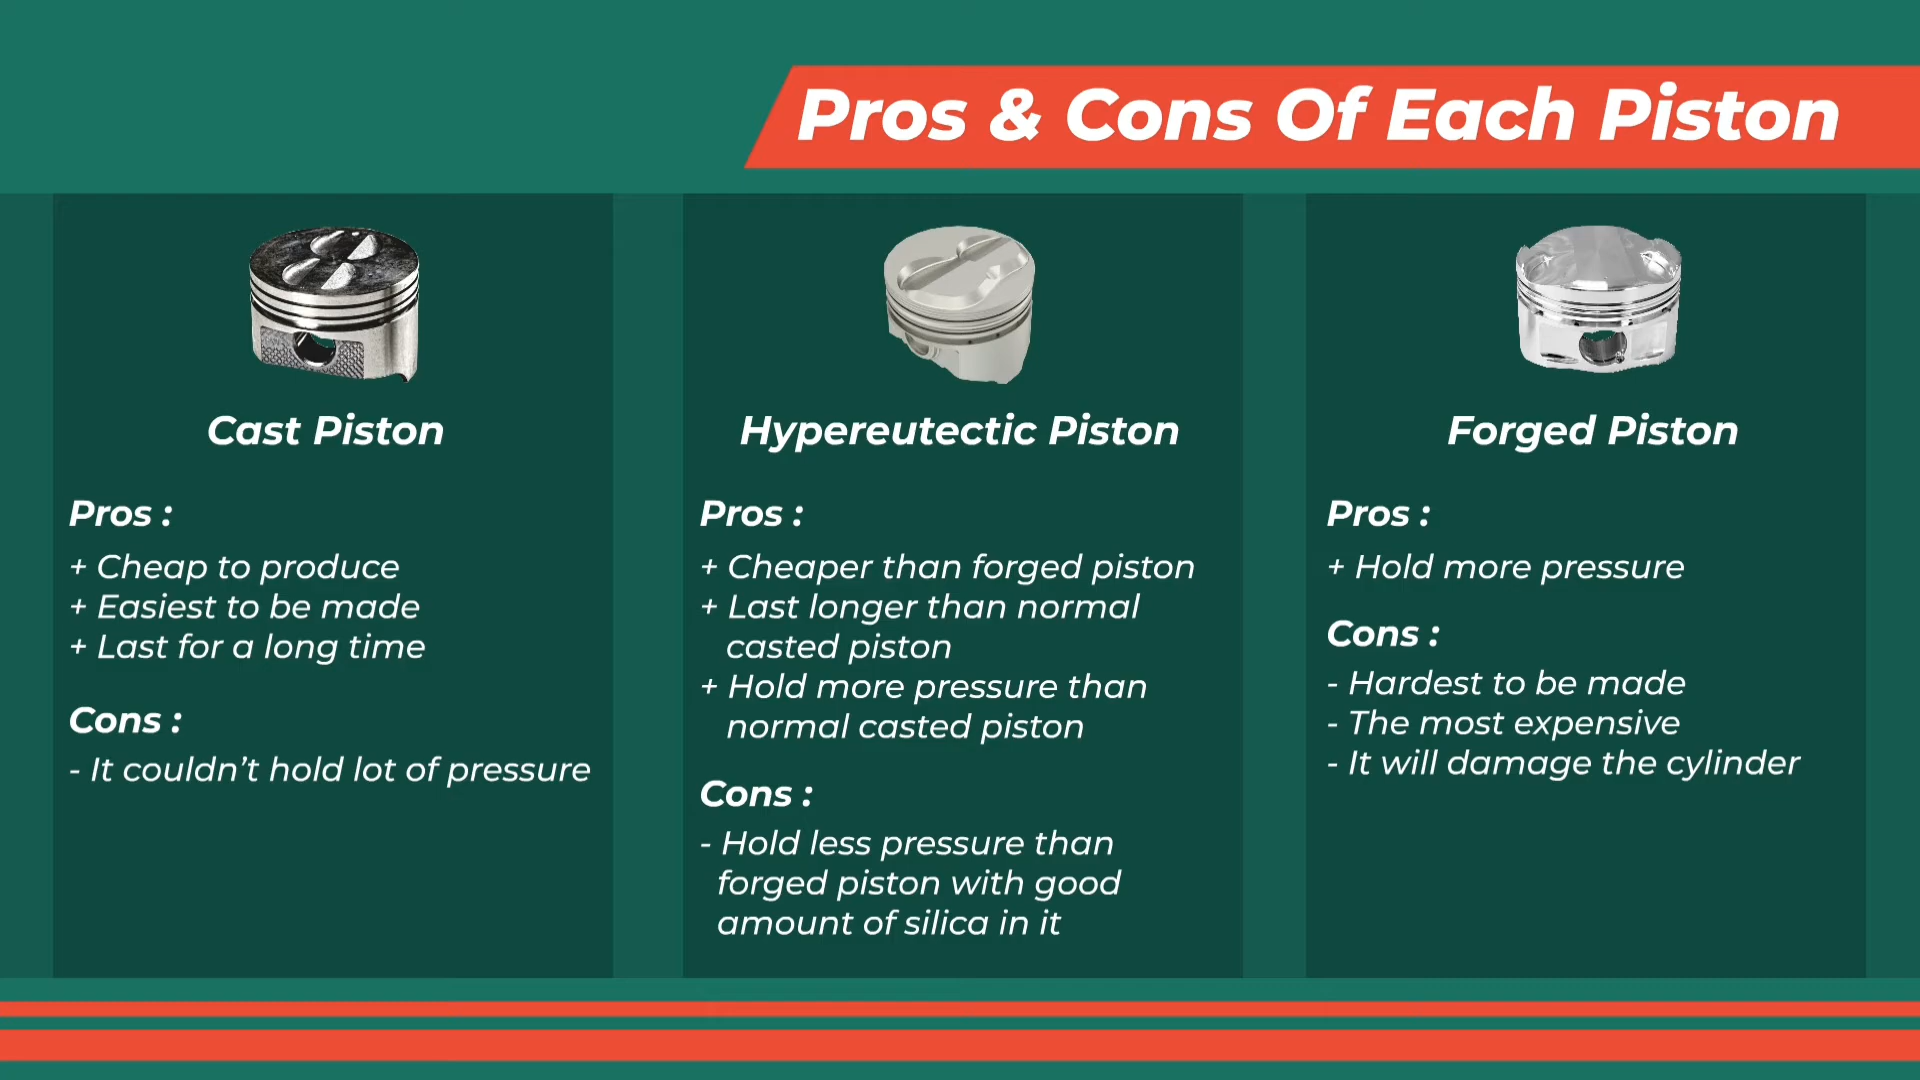 Pros & Cons Of Each Piston
Cast Piston
Pros :
+ Cheap to produce
+ Easiest to be made
+ Last for a long time
Cons :
- It couldn’t hold lot of pressure
Hypereutectic Piston
Pros :
+ Cheaper than forged piston
+ Last longer than normal
casted piston
+ Hold more pressure than
normal casted piston
Cons :
- Hold less pressure than
forged piston with good
amount of silica in it
Forged Piston
Pros :
+ Hold more pressure
Cons :
- Hardest to be made
- The most expensive
- It will damage the cylinder